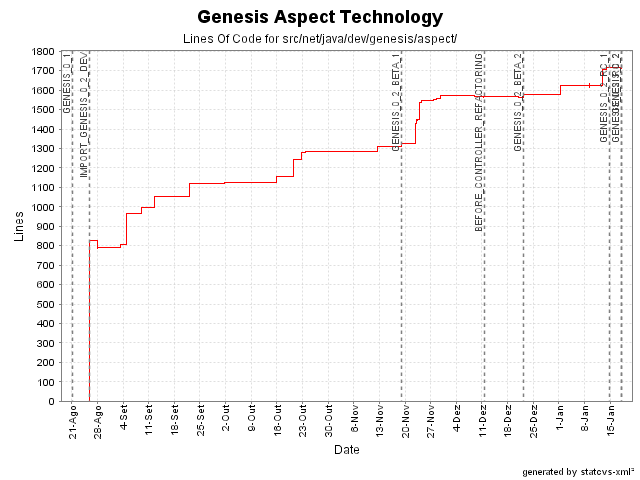 Genesis Aspect Technology
Lines Of Code for src/net/java/dev/genesis/aspect/
Lines
1800
1700
1600
1500
1400
1300
1200
1100
1000
900
800
700
600
500
400
300
200
100
0
GENESIS_0_1
IMPORT_GENESIS_0_2_DEV
GENESIS_0_2_BETA_1
BEFORE_CONTROLLER_REFACTORING
GENESIS_0_2_BETA_2
GENESIS_0_2_RC_1
GENESIS_0_2
21-Ago
28-Ago
4-Set
11-Set
18-Set
25-Set
2-Out
9-Out
16-Out
23-Out
30-Out
6-Nov
13-Nov
20-Nov
27-Nov
4-Dez
11-Dez
18-Dez
25-Dez
1-Jan
8-Jan
15-Jan
Date
generated by statcvs-xml²